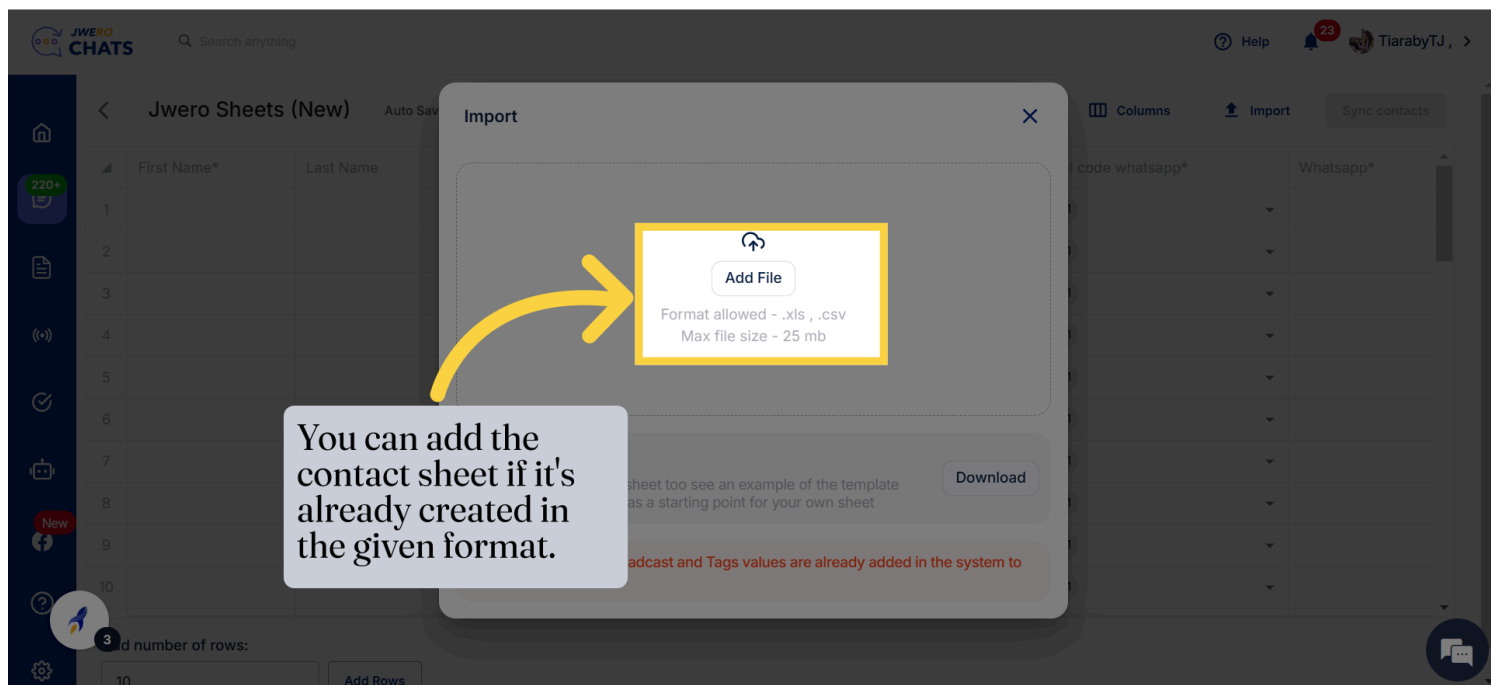 JWERO
CHATS
Search anything
Help
23
TiarabyTJ ,
Jwero Sheets (New)
Auto Sav
Import
Columns
Import
Sync contacts
First Name*
Last Name
l code whatsapp*
Whatsapp*
220+
1
2
3
4
5
6
7
8
9
10
Add File
Format allowed - .xls , .csv
Max file size - 25 mb
You can add the
contact sheet if it's
already created in
the given format.
sheet too see an example of the template
as a starting point for your own sheet
Download
adcast and Tags values are already added in the system to
New
3
d number of rows:
10
Add Rows